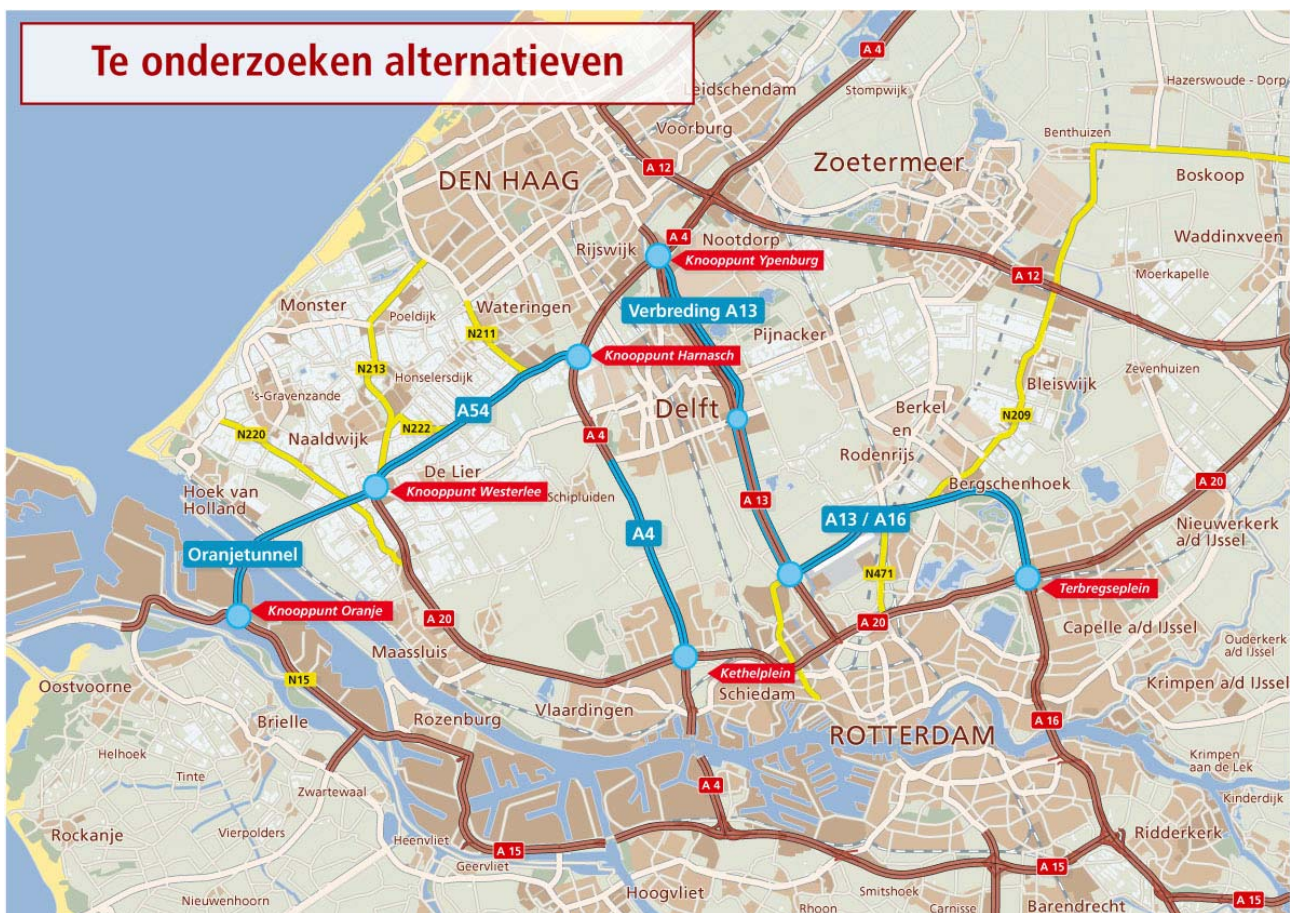 Te onderzoeken alternatieven
A 4
Leidschendam
Stompwijk
Hazerswoude - Dorp
Voorburg
Benthuizen
Zoetermeer
A 12
DEN HAAG
Boskoop
A 4
Nootdorp
Rijswijk
Knooppunt Ypenburg
Waddinxveen
Moerkapelle
A 12
Monster
Poeldijk
Wateringen
Verbreding A13
Pijnacker
N211
Knooppunt Harnasch
N213
Honselersdijk
Zevenhuizen
Bleiswijk
's-Gravenzande
A54
Delft
Berkel
en
Rodenrijs
N209
N220
Naaldwijk
N222
A 4
De Lier
Knooppunt Westerlee
Schipluiden
Bergschenhoek
A 20
Hoek van
Holland
A 13
A13 / A16
Nieuwerkerk
a/d IJssel
Oranjetunnel
A4
N471
Knooppunt Oranje
Terbregseplein
A 20
A 20
Capelle a/d IJssel
Ouderkerk
a/d IJssel
Maassluis
Kethelplein
N15
Oostvoorne
Schiedam
Krimpen a/d IJssel
Vlaardingen
Rozenburg
Brielle
A 16
ROTTERDAM
Helhoek
Krimpen
aan de Lek
Tinte
A 4
Zwartewaal
Kinderdijk
Rockanje
Vierpolders
Heenvliet
Ridderkerk
A 15
Geervliet
A 15
Hoogvliet
Smitshoek
A 15
Nieuwenhoorn
Rhoon
Carnisse
Barendrecht